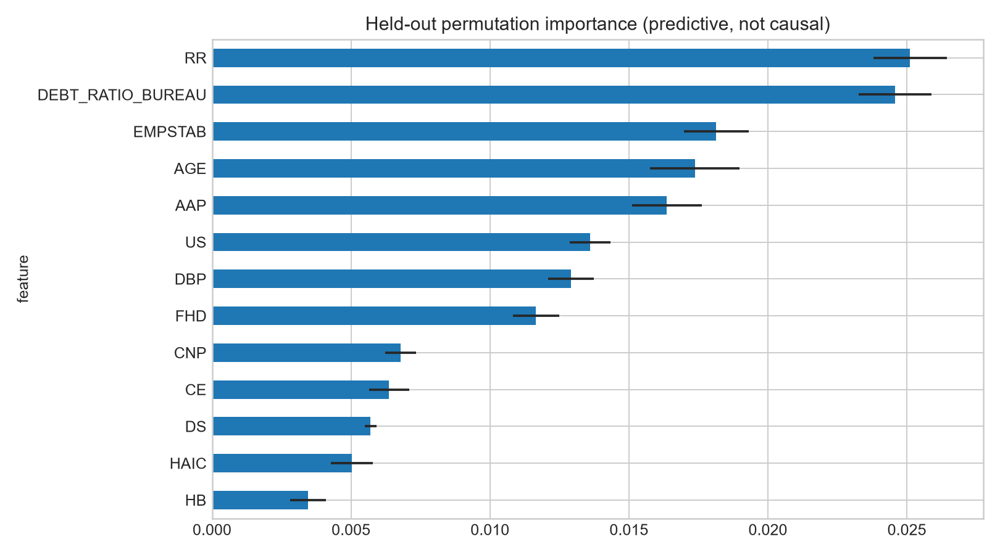 Held-out permutation importance (predictive, not causal)
RR
DEBT_RATIO_BUREAU
EMPSTAB
AGE
AAP
US
DBP
FHD
CNP
CE
DS
HAIC
HB
feature
0.000 0.005 0.010 0.015 0.020 0.025